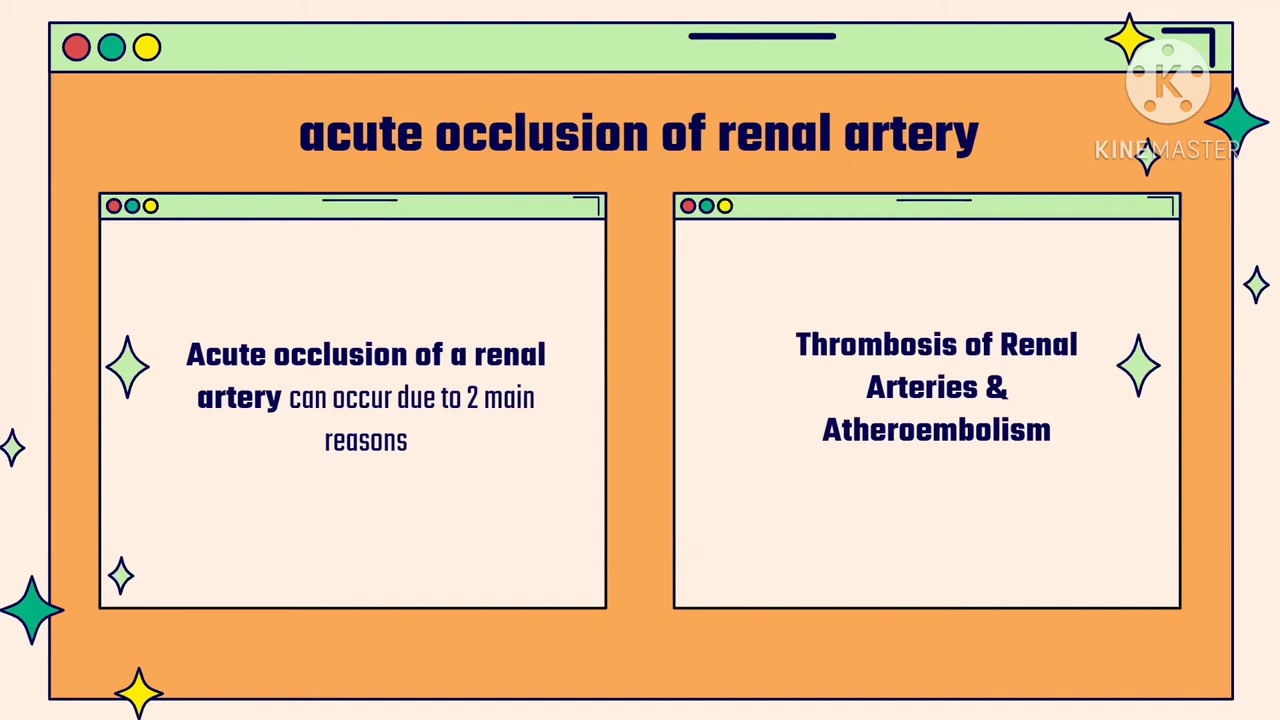 K
KINEMASTER
acute occlusion of renal artery
Acute occlusion of a renal
artery can occur due to 2 main
reasons
Thrombosis of Renal
Arteries &
Atheroembolism